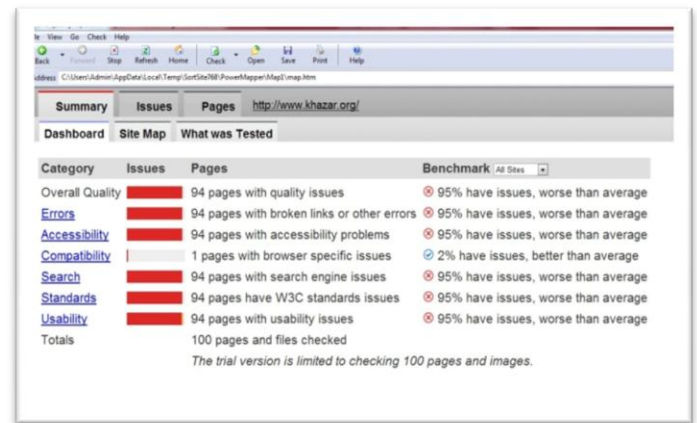 le View Go Check Help
Back Forward Stop Refresh Home Check Open Save Print Help
Address C:\Users\Admin\AppData\Local\Temp\SortSite768\PowerMapper\Map1\map.htm
Summary Issues Pages http://www.khazar.org/
Dashboard Site Map What was Tested
Category Issues Pages Benchmark All Sites
Overall Quality 94 pages with quality issues 95% have issues, worse than average
Errors 94 pages with broken links or other errors 95% have issues, worse than average
Accessibility 94 pages with accessibility problems 95% have issues, worse than average
Compatibility 1 pages with browser specific issues 2% have issues, better than average
Search 94 pages with search engine issues 95% have issues, worse than average
Standards 94 pages have W3C standards issues 95% have issues, worse than average
Usability 94 pages with usability issues 95% have issues, worse than average
Totals 100 pages and files checked
The trial version is limited to checking 100 pages and images.